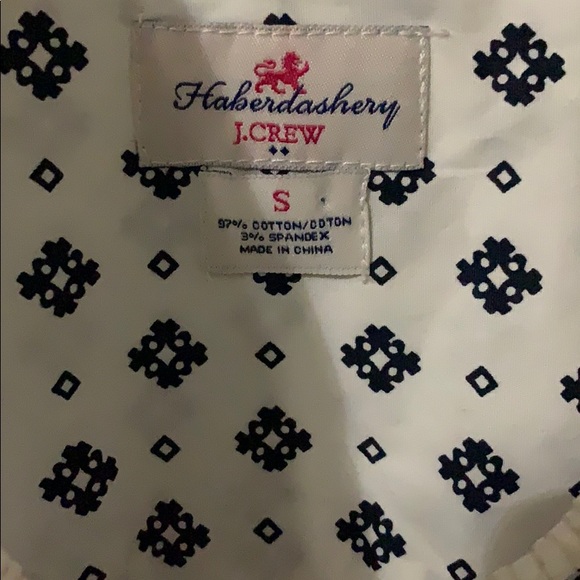 Haberdashery
J.CREW
S
97% COTTON/COTON
3% SPANDEX
MADE IN CHINA